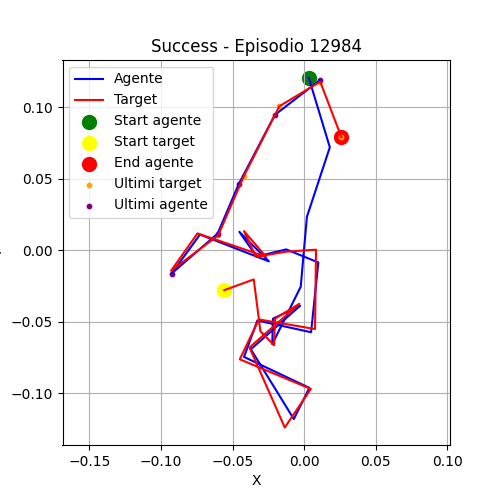 Success - Episodio 12984
Agente
Target
Start agente
Start target
End agente
Ultimi target
Ultimi agente
0.10
0.05
0.00
−0.05
−0.10
−0.15
−0.10
−0.05
0.00
0.05
0.10
X